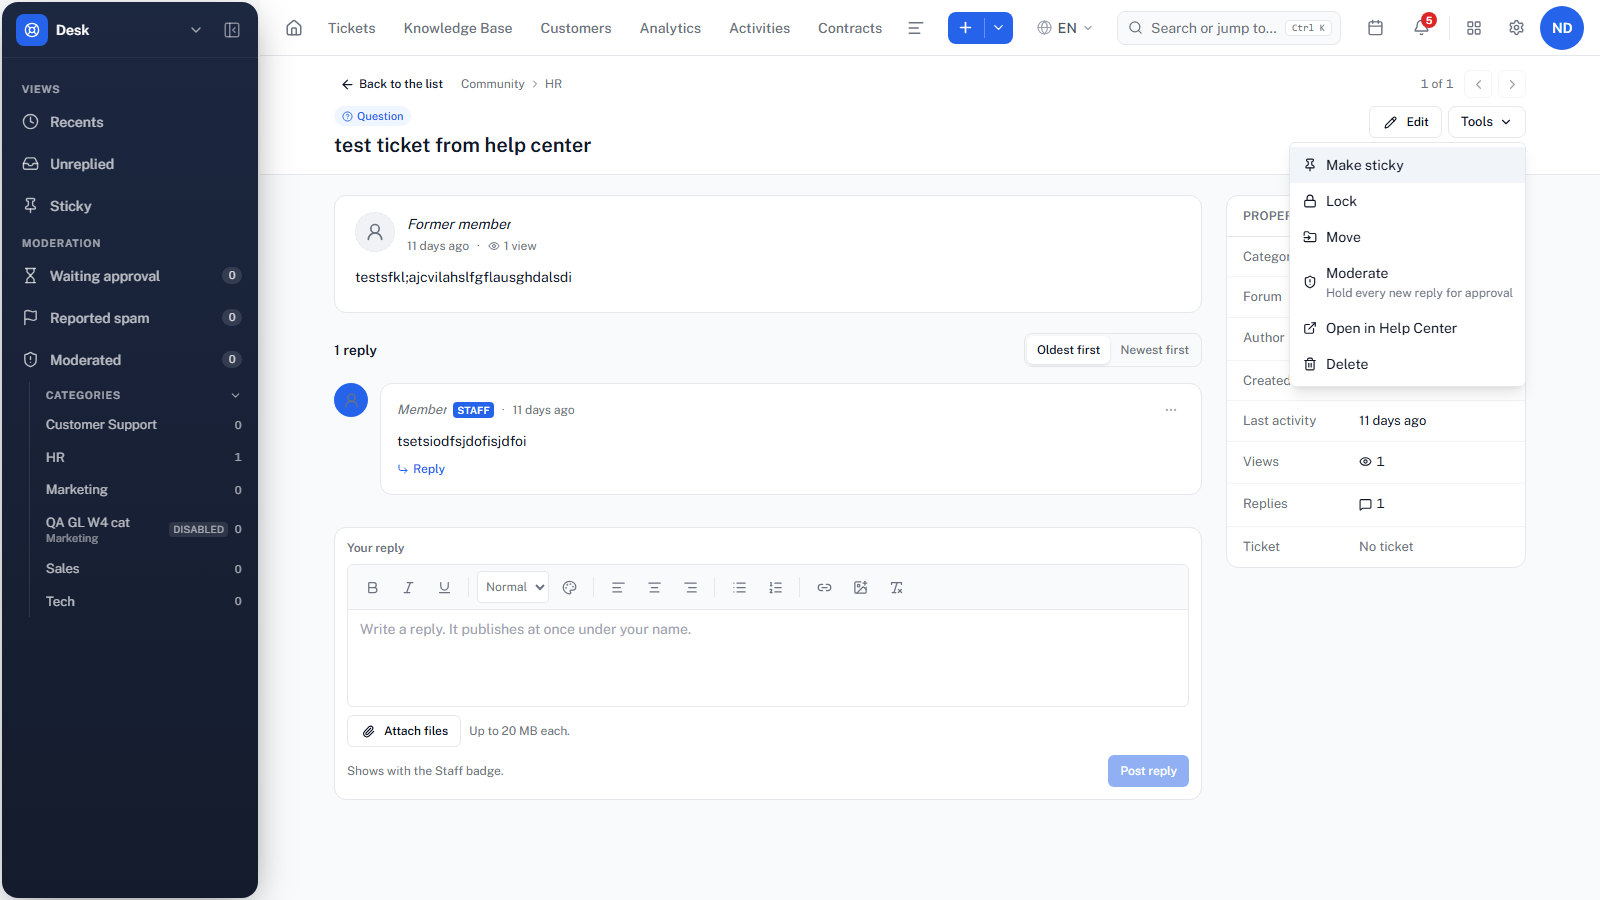 Desk
VIEWS
Recents
Unreplied
Sticky
MODERATION
Waiting approval 0
Reported spam 0
Moderated 0
CATEGORIES
Customer Support 0
HR 1
Marketing 0
QA GL W4 cat DISABLED 0
Marketing
Sales 0
Tech 0
Tickets Knowledge Base Customers Analytics Activities Contracts EN Search or jump to... Ctrl K 5 ND
Back to the list Community HR 1 of 1
Question
test ticket from help center
Edit Tools
Make sticky
Lock
Move
Moderate
Hold every new reply for approval
Open in Help Center
Delete
Former member
11 days ago · 1 view
testsfkl;ajcvilahslfgflausghdalsdi
1 reply Oldest first Newest first
Member STAFF · 11 days ago
tsetsiodfsjdofisjdfoi
Reply
Your reply
Normal
Write a reply. It publishes at once under your name.
Attach files Up to 20 MB each.
Shows with the Staff badge. Post reply
Forum
Author
Created
Last activity 11 days ago
Views 1
Replies 1
Ticket No ticket